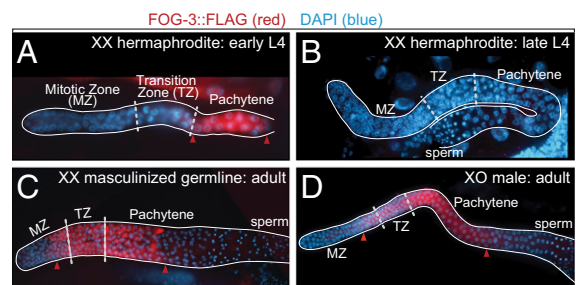 FOG-3::FLAG (red) DAPI (blue)
A XX hermaphrodite: early L4
Mitotic Zone (MZ)
Transition Zone (TZ)
Pachytene
B XX hermaphrodite: late L4
TZ
Pachytene
MZ
sperm
C XX masculinized germline: adult
MZ
TZ
Pachytene
sperm
D XO male: adult
Pachytene
TZ
sperm
MZ